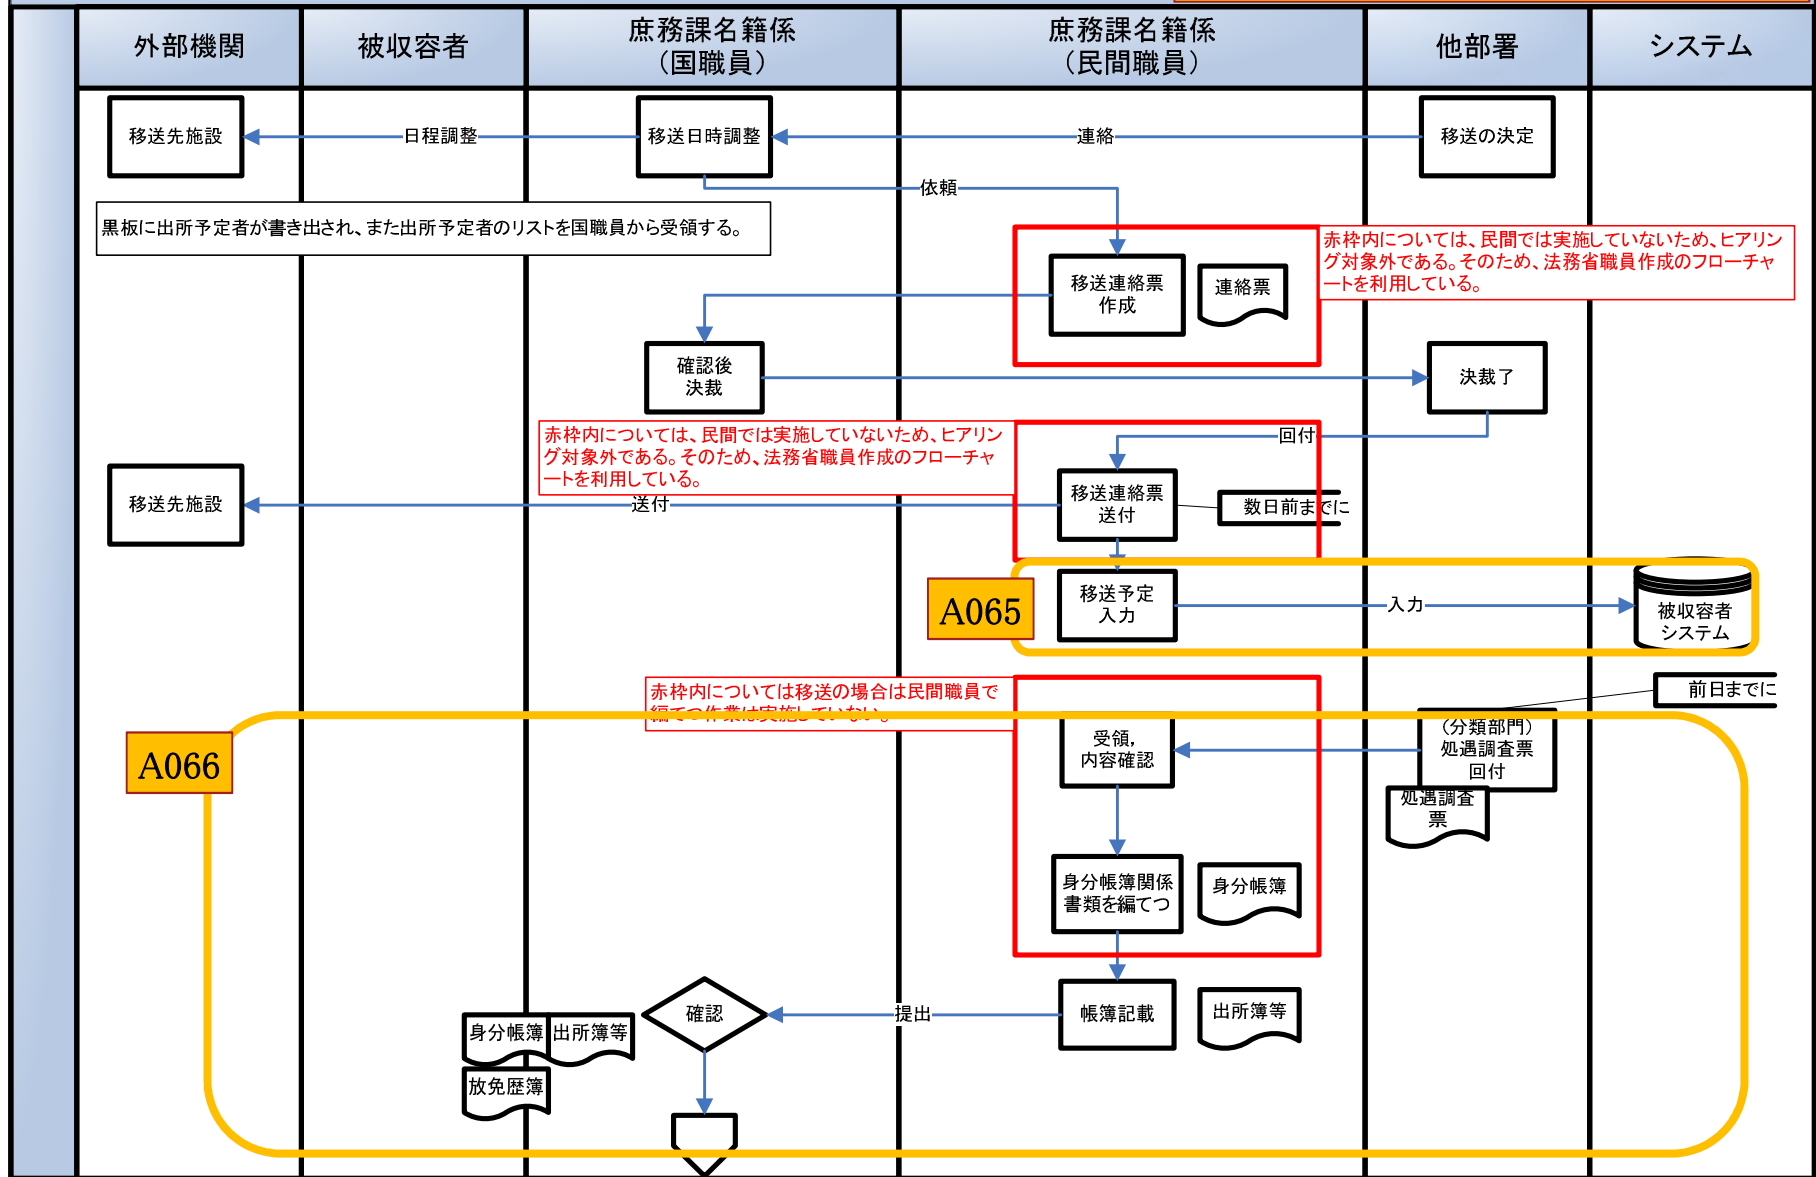 外部機関
被収容者
庶務課名籍係
（国職員）
庶務課名籍係
（民間職員）
他部署
システム
移送先施設
日程調整
移送日時調整
連絡
移送の決定
依頼
黒板に出所予定者が書き出され、また出所予定者のリストを国職員から受領する。
赤枠内については、民間では実施していないため、ヒアリン
グ対象外である。そのため、法務省職員作成のフローチャ
ートを利用している。
移送連絡票
作成
連絡票
確認後
決裁
決裁了
赤枠内については、民間では実施していないため、ヒアリン
グ対象外である。そのため、法務省職員作成のフローチャ
ートを利用している。
回付
移送先施設
送付
移送連絡票
送付
数日前までに
A065
移送予定
入力
入力
被収容者
システム
赤枠内については移送の場合は民間職員で
編てつ作業は実施していない。
前日までに
A066
受領，
内容確認
（分類部門）
処遇調査票
回付
処遇調査
票
身分帳簿関係
書類を編てつ
身分帳簿
確認
提出
帳簿記載
出所簿等
身分帳簿
出所簿等
放免歴簿